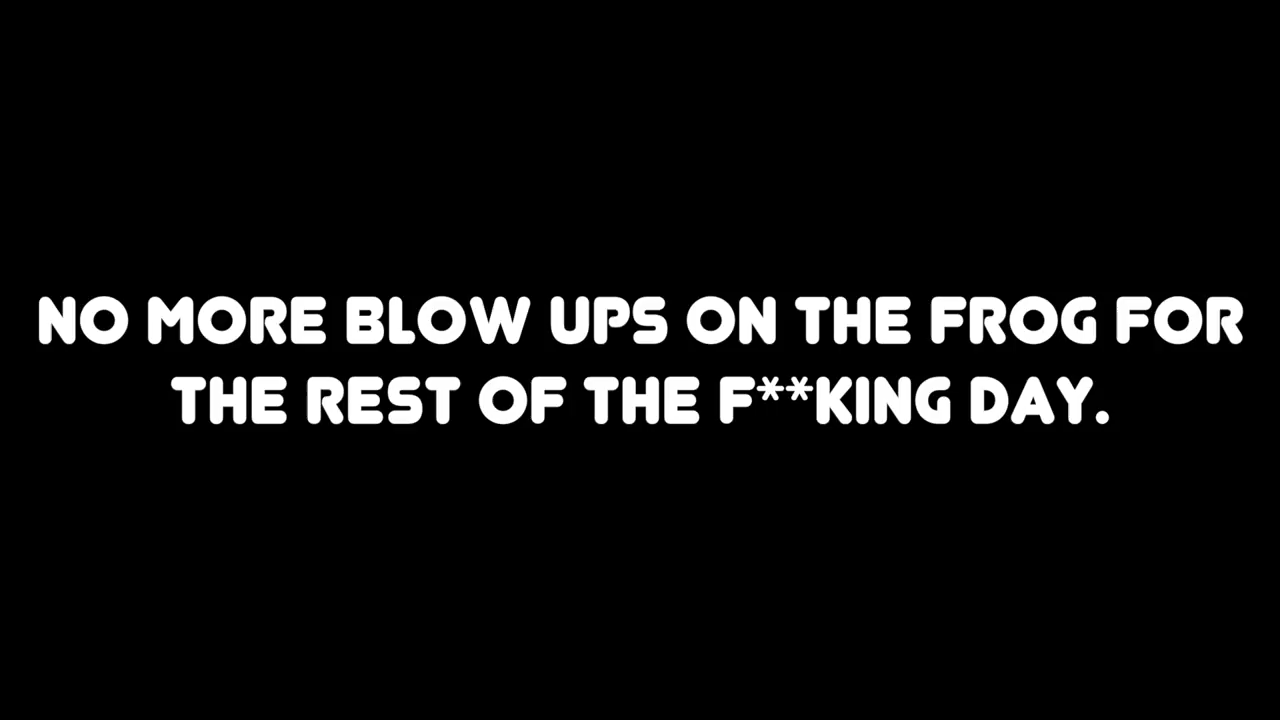 NO MORE BLOW UPS ON THE FROG FOR
THE REST OF THE F**KING DAY.